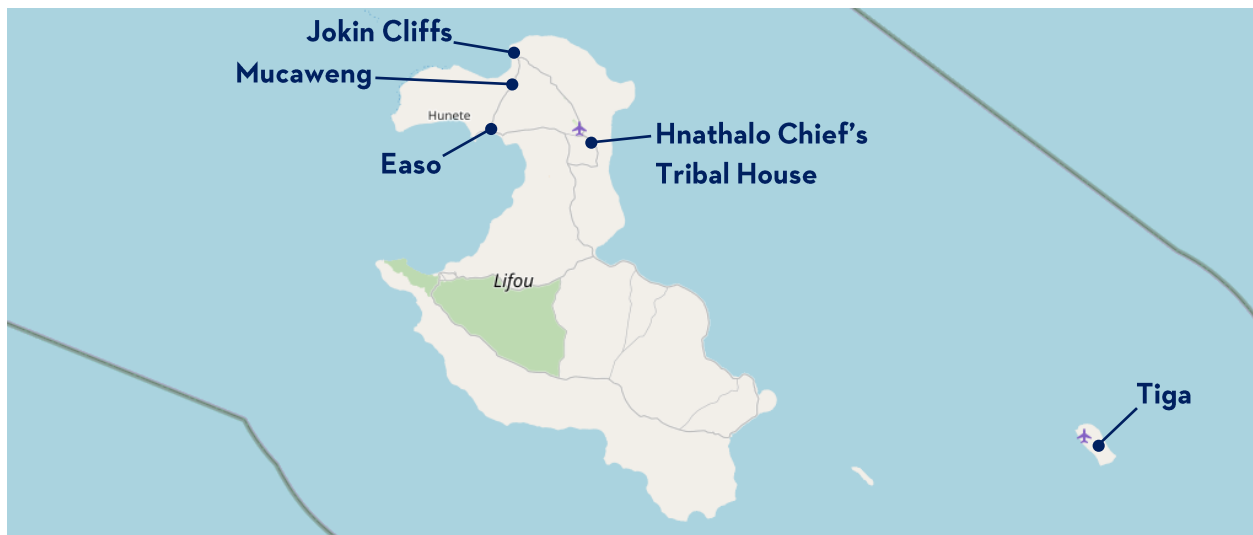 Jokin Cliffs
Mucaweng
Hunete
Hnathalo Chief's
Tribal House
Easo
Lifou
Tiga